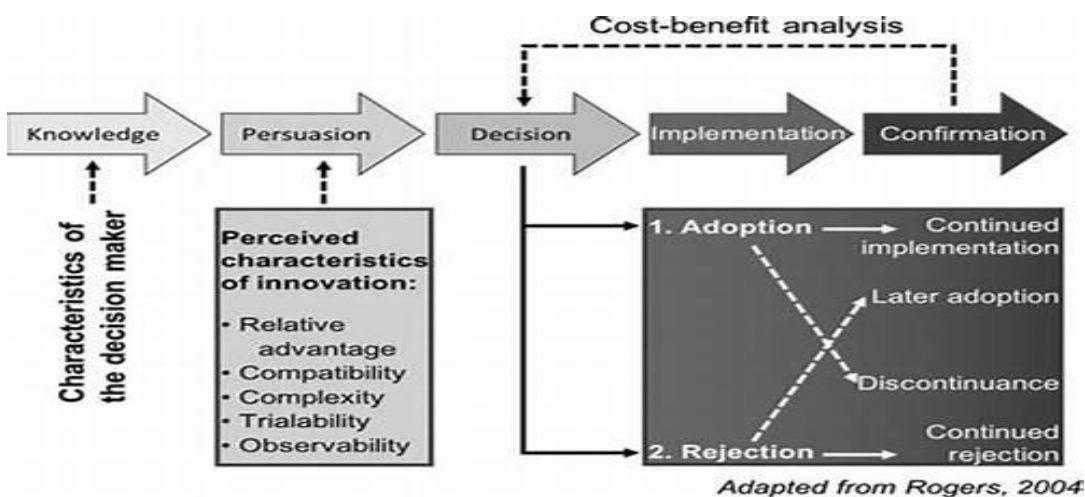 Cost-benefit analysis
Knowledge
Persuasion
Decision
Implementation
Confirmation
Characteristics of
the decision maker
Perceived
characteristics
of innovation:
• Relative
advantage
• Compatibility
• Complexity
• Trialability
• Observability
1. Adoption
Continued
implementation
Later adoption
Discontinuance
2. Rejection
Continued
rejection
Adapted from Rogers, 2004